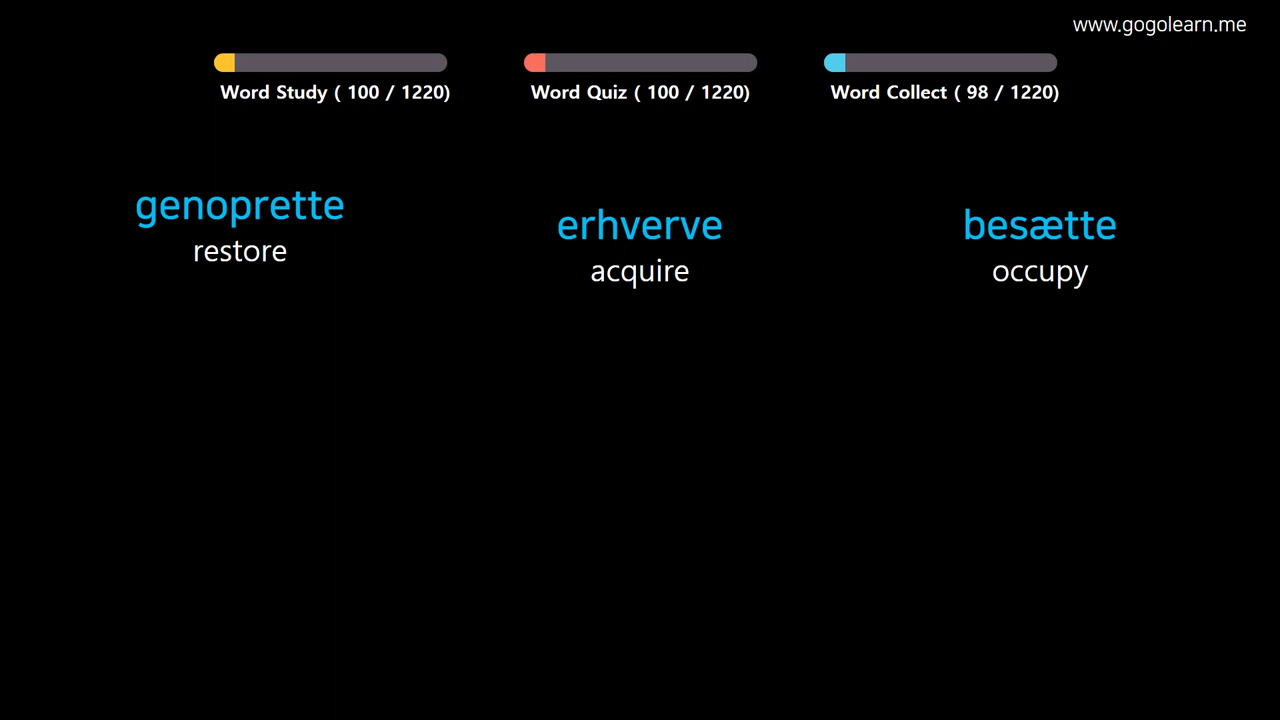 www.gogolearn.me
Word Study ( 100 / 1220)
Word Quiz ( 100 / 1220)
Word Collect ( 98 / 1220)
genoprette
restore
erhverve
acquire
besætte
occupy